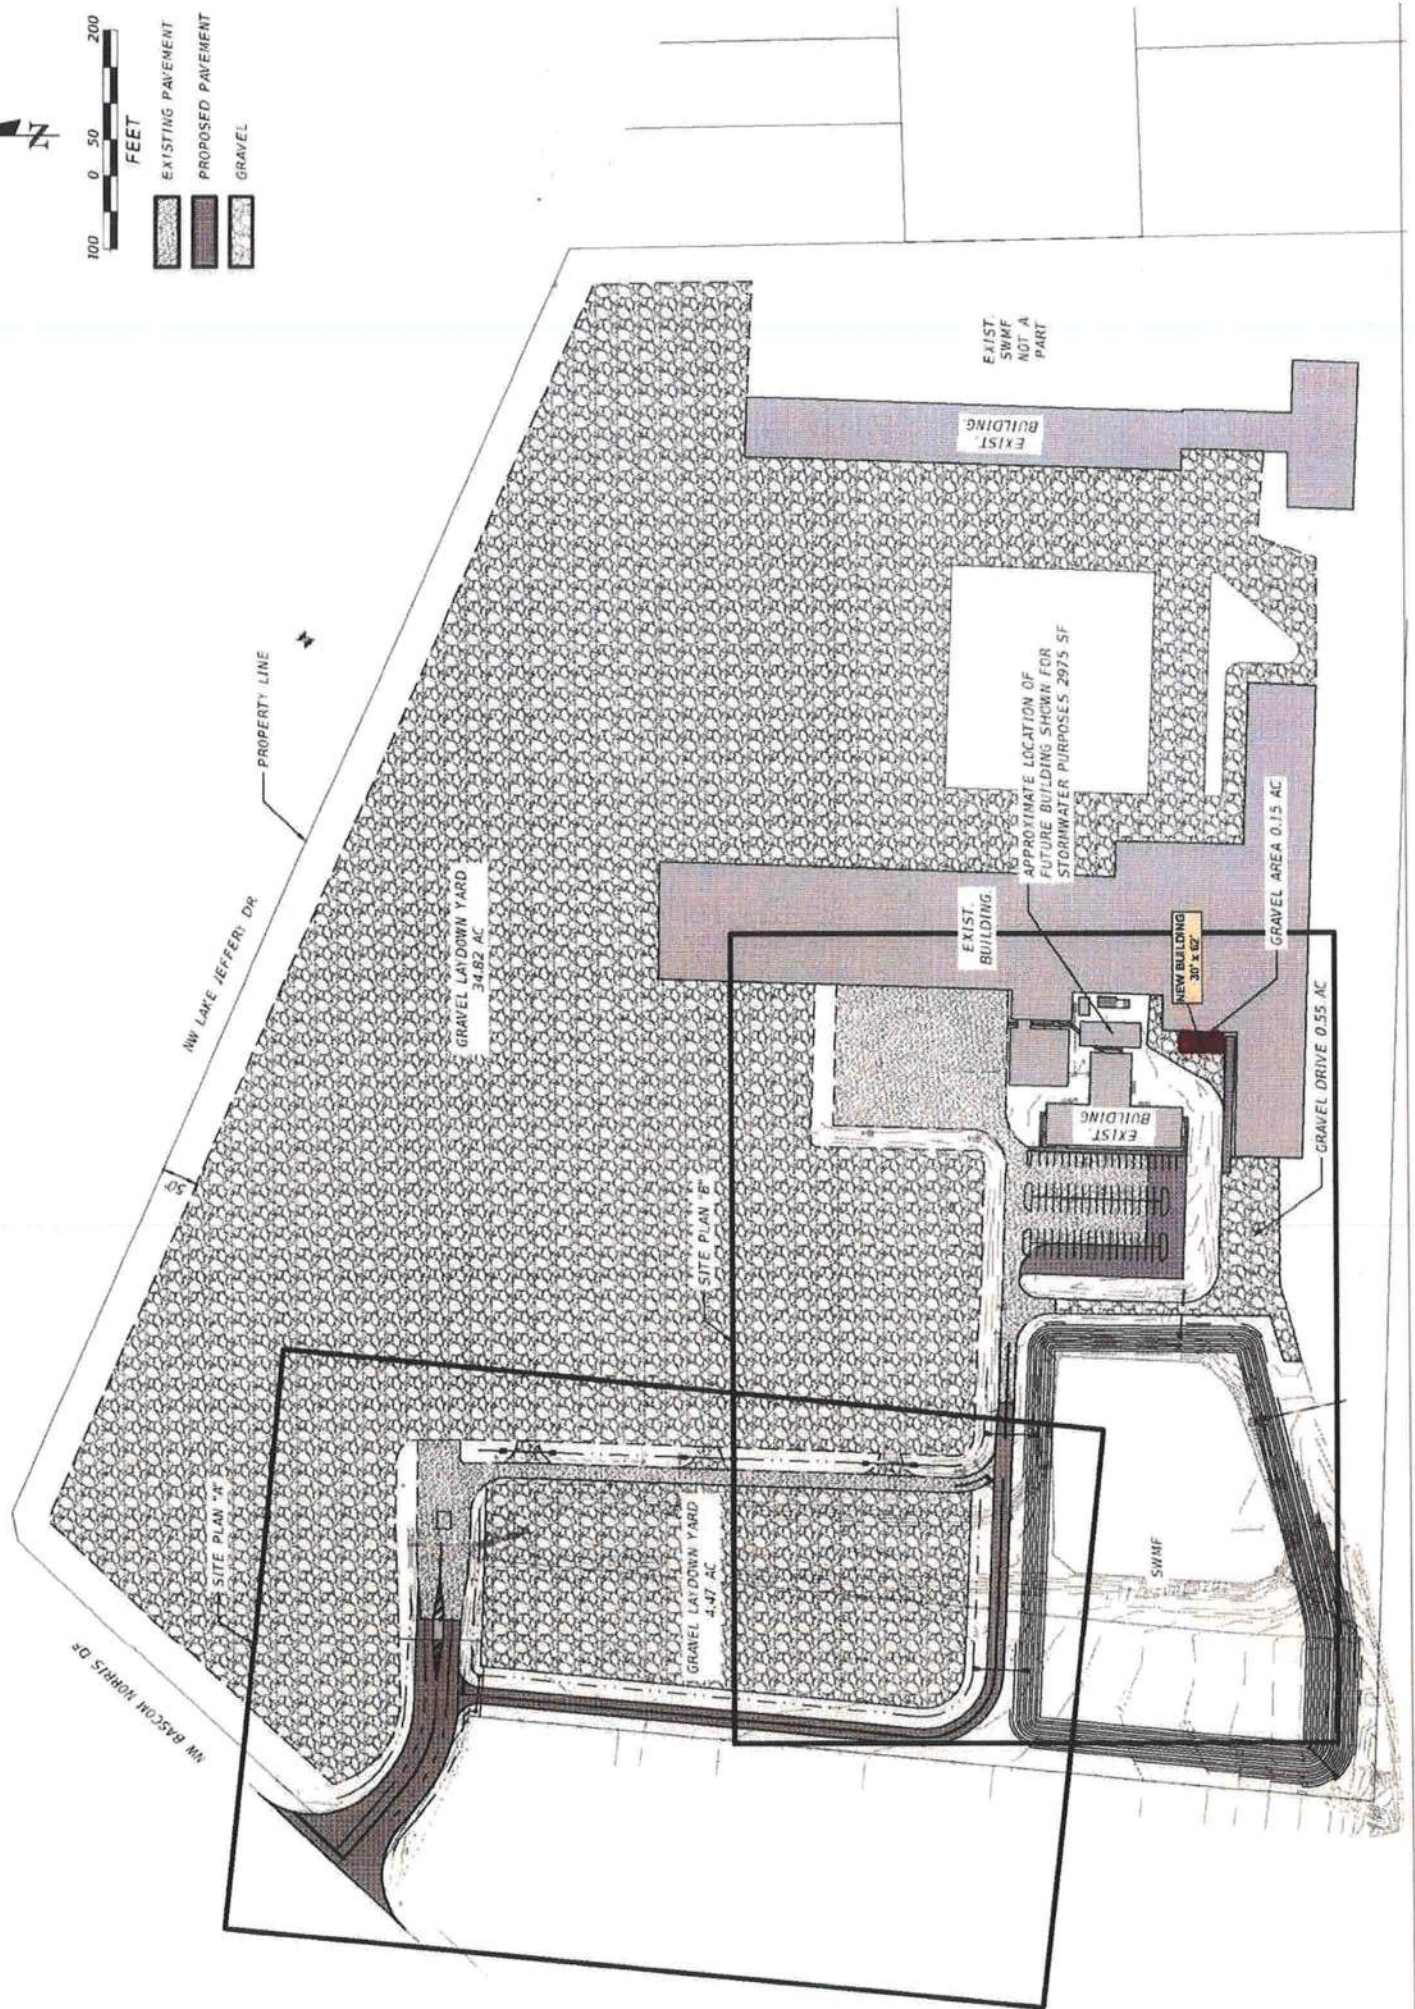 N
100 0 50 200
FEET
EXISTING PAVEMENT
PROPOSED PAVEMENT
GRAVEL
NW BASCOM NORRIS DR
NW LAKE JEFFERY DR
PROPERTY LINE
50'
SITE PLAN "A"
GRAVEL LAYDOWN YARD
34.82 AC
SITE PLAN "B"
GRAVEL LAYDOWN YARD
4.47 AC
EXIST.
BUILDING
APPROXIMATE LOCATION OF
FUTURE BUILDING SHOWN FOR
STORMWATER PURPOSES 2975 SF
EXIST.
BUILDING
EXIST.
SWMF
NOT A
PART
EXIST.
BUILDING
NEW BUILDING
30' x 62'
GRAVEL AREA 0.15 AC
GRAVEL DRIVE 0.55 AC
SWMF